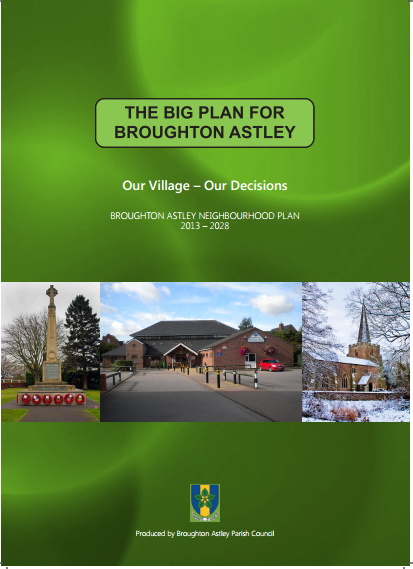 THE BIG PLAN FOR
BROUGHTON ASTLEY
Our Village – Our Decisions
BROUGHTON ASTLEY NEIGHBOURHOOD PLAN
2013 – 2028
Produced by Broughton Astley Parish Council